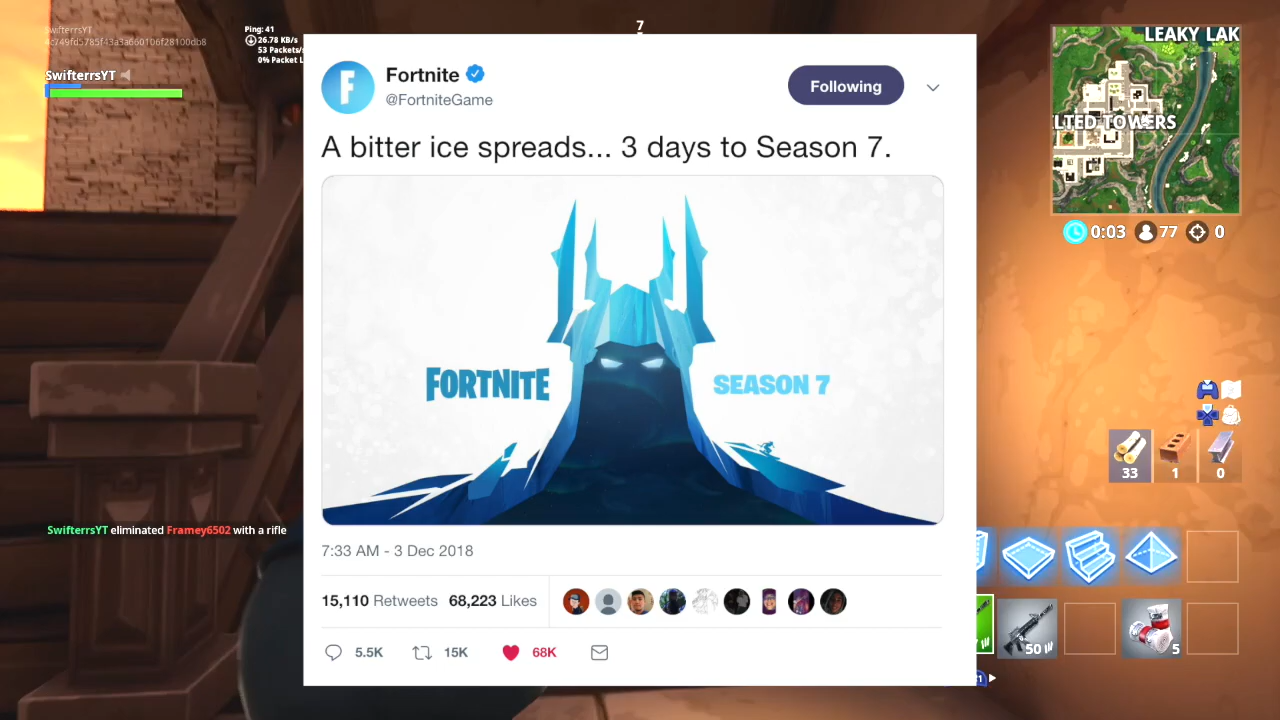 SwifterrsYT
Ping: 41
26.78 KB/s
53 Packets/
0% Packet L
7
SwifterrsYT
LEAKY LAK
LTED TOWERS
0:03 77 0
Fortnite
@FortniteGame
Following
A bitter ice spreads... 3 days to Season 7.
FORTNITE
SEASON 7
7:33 AM - 3 Dec 2018
15,110 Retweets 68,223 Likes
5.5K 15K 68K
SwifterrsYT eliminated Framey6502 with a rifle
33 1 0
50 5